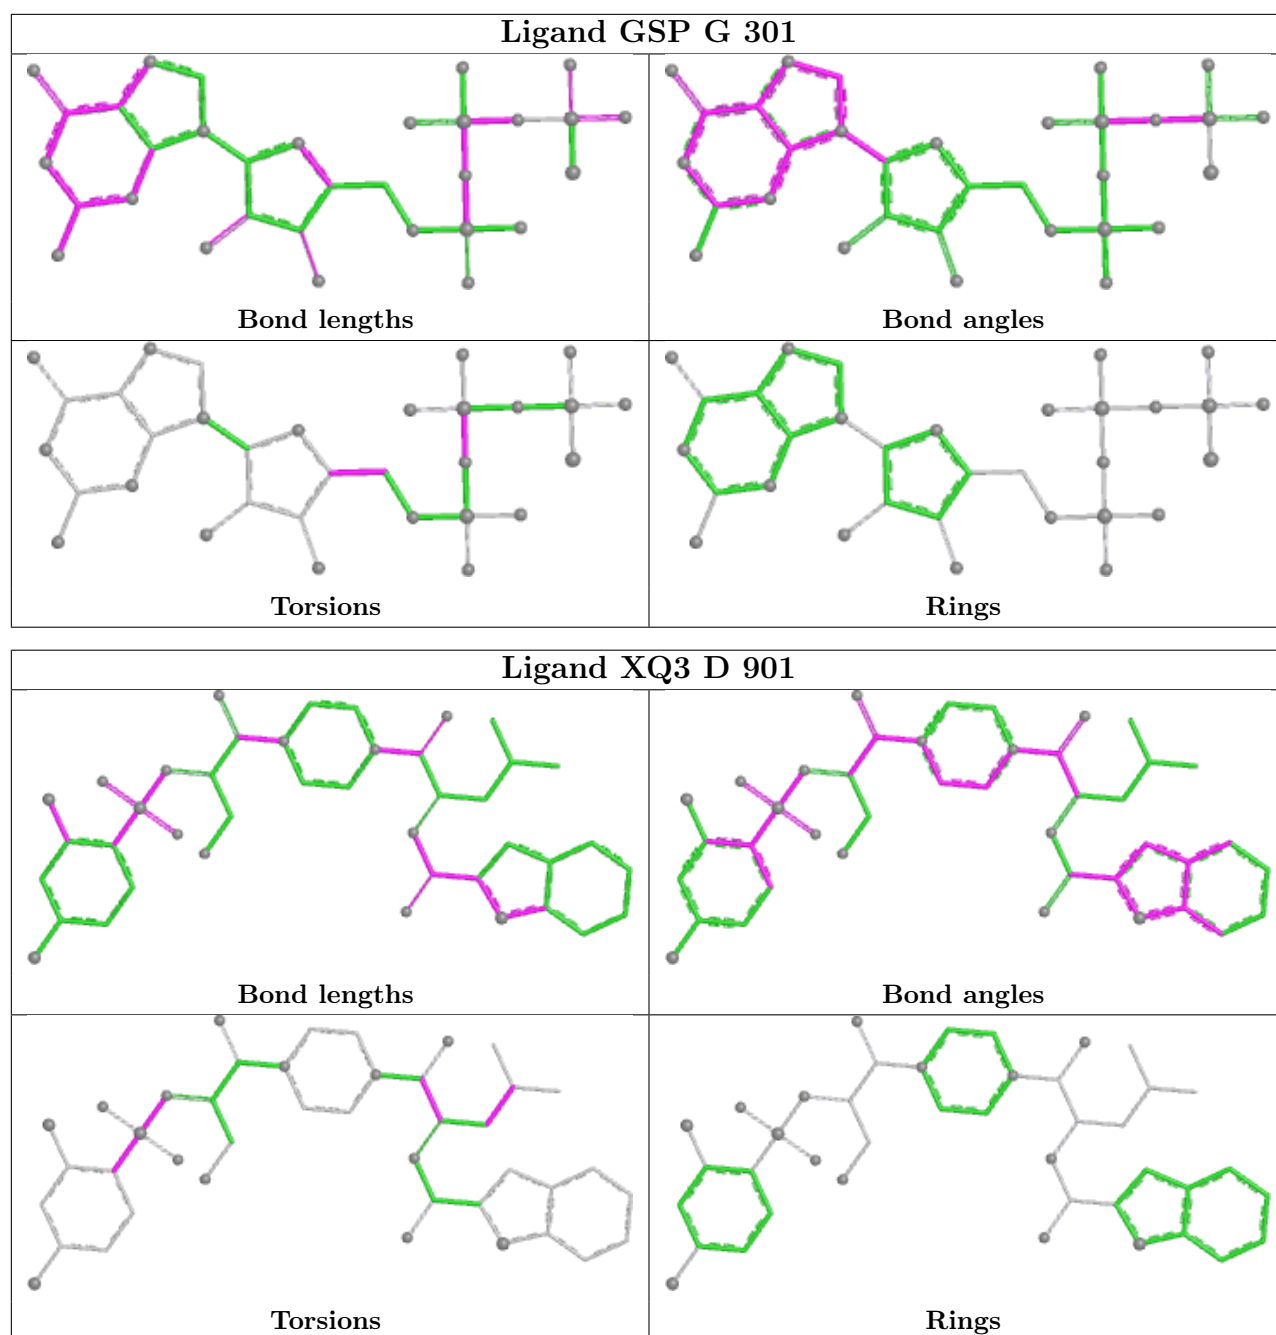 Ligand GSP G 301
Bond lengths
Bond angles
Torsions
Rings
Ligand XQ3 D 901
Bond lengths
Bond angles
Torsions
Rings